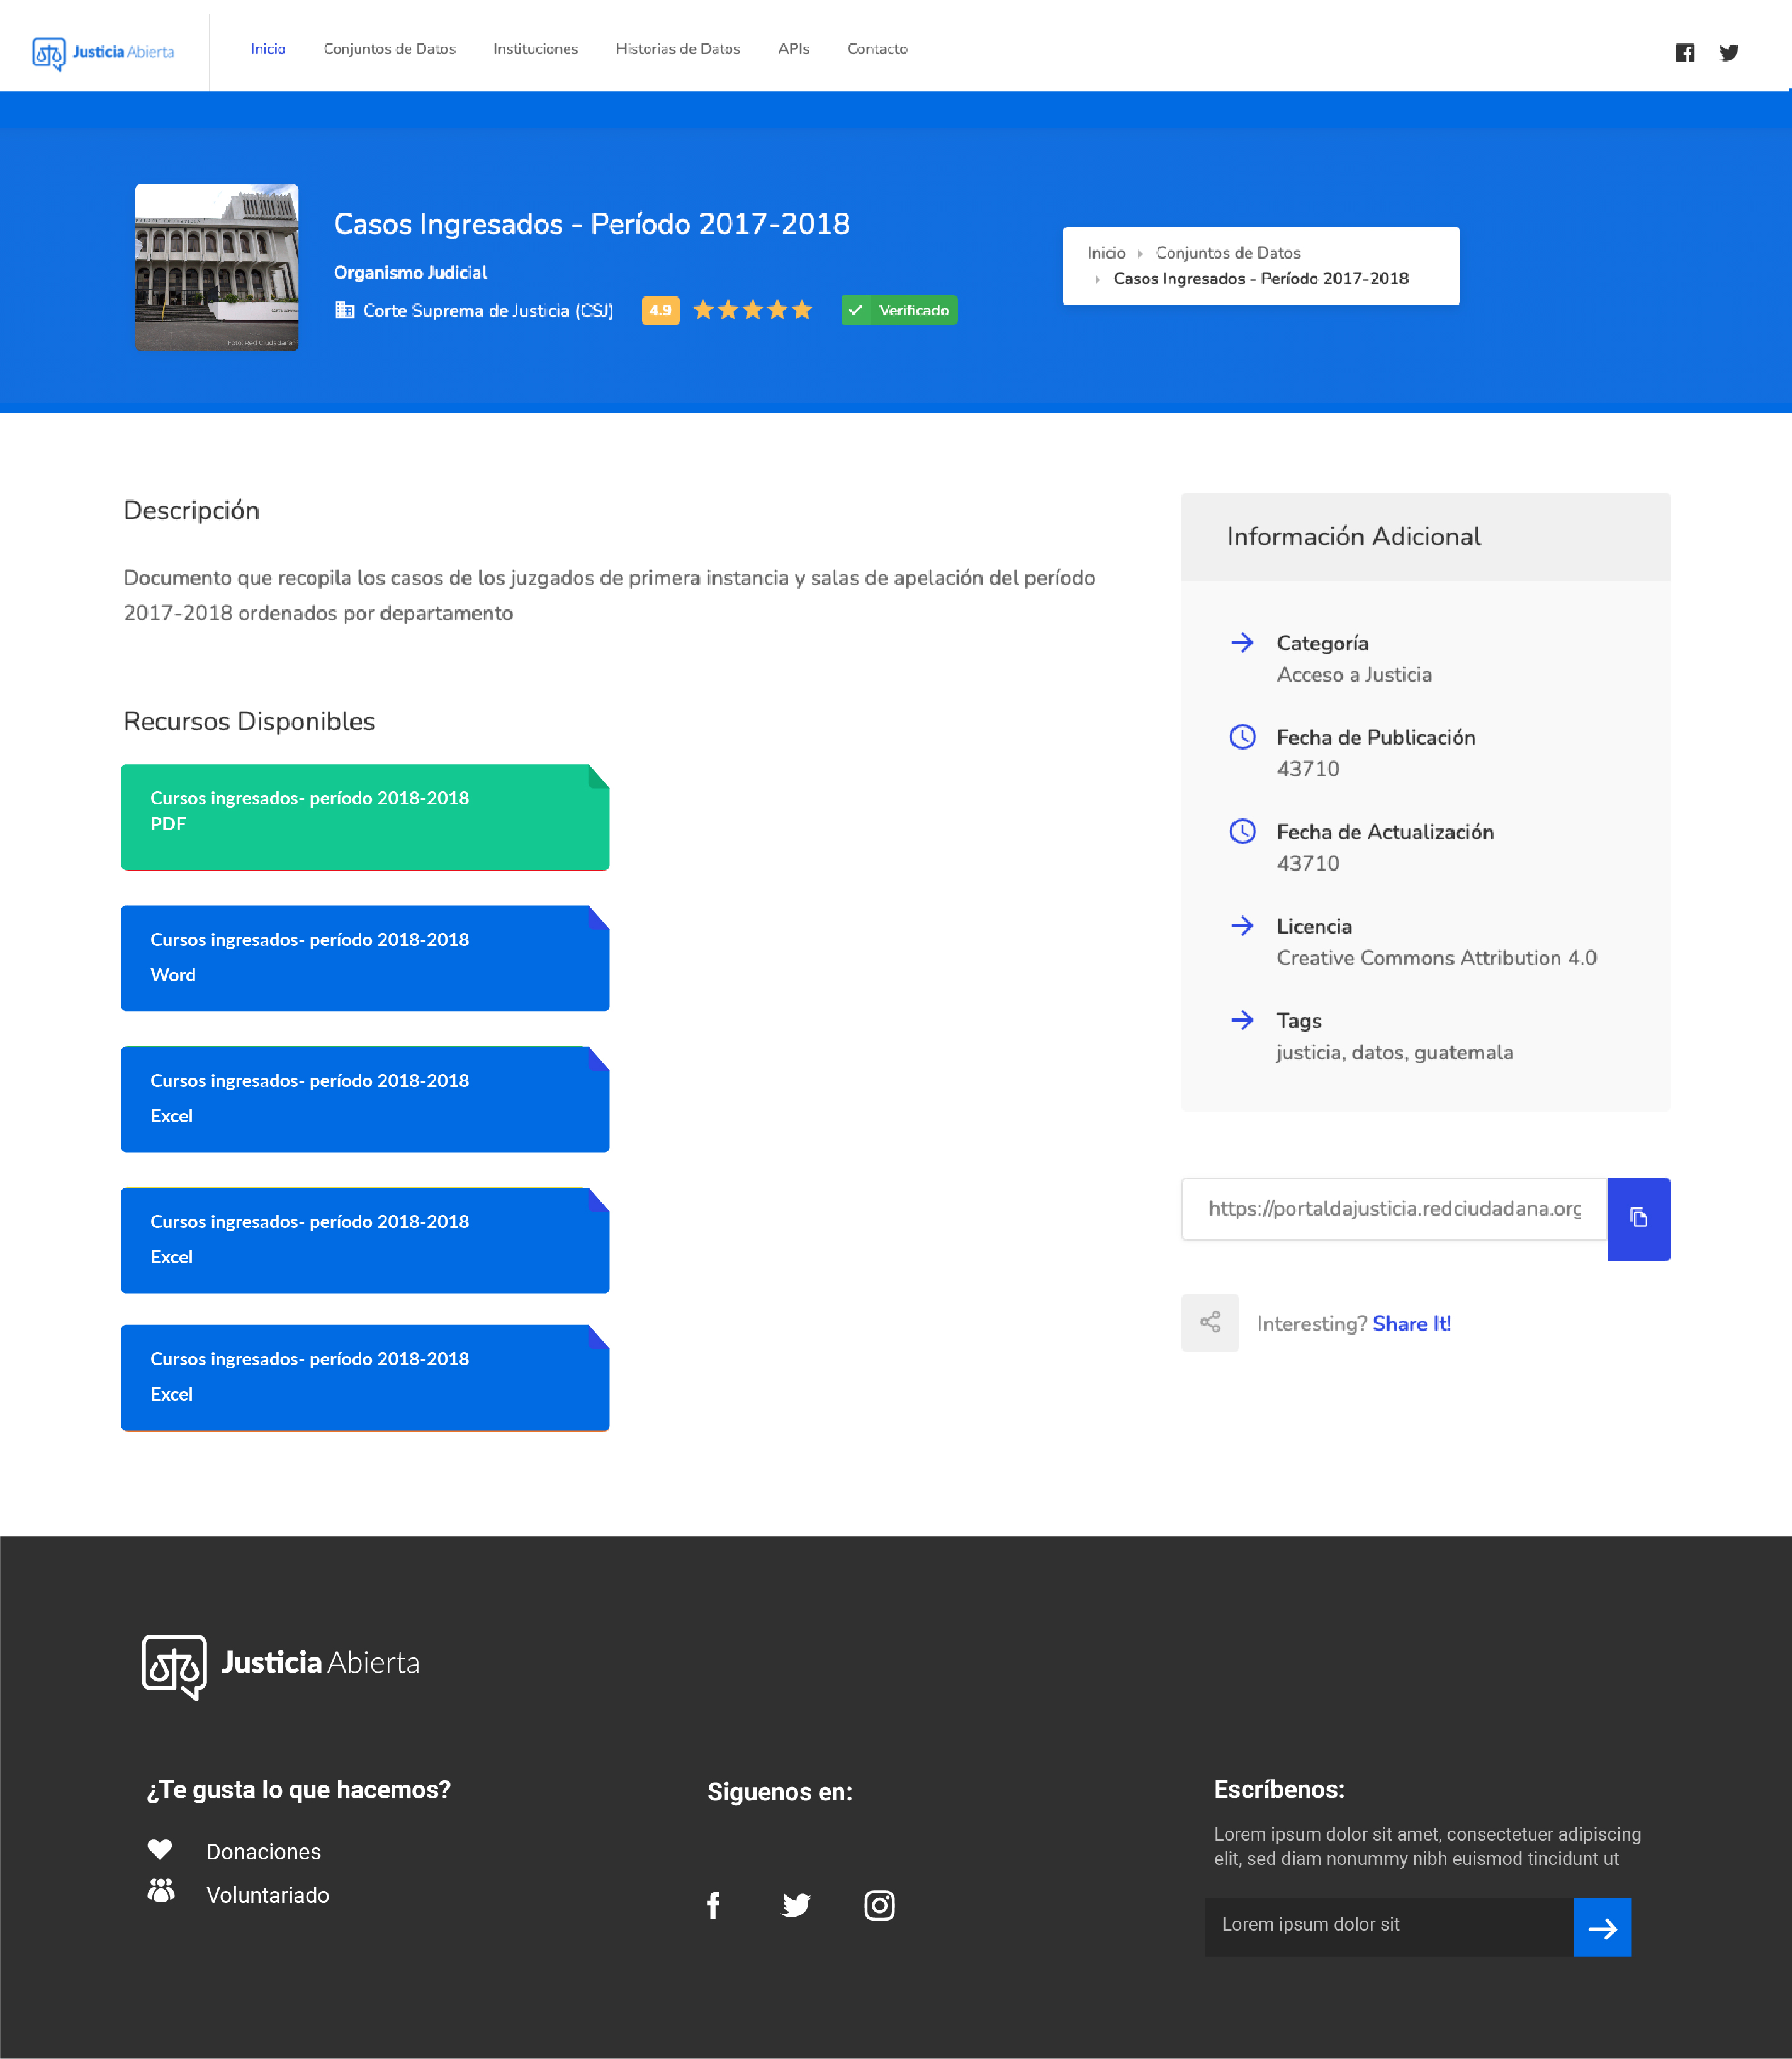 Justicia Abierta
Inicio
Conjuntos de Datos
Instituciones
Historias de Datos
APIs
Contacto
Casos Ingresados - Período 2017-2018
Organismo Judicial
Corte Suprema de Justicia (CSJ)
4.9
Verificado
Foto: Red Ciudadana
Inicio
Conjuntos de Datos
Casos Ingresados - Período 2017-2018
Descripción
Documento que recopila los casos de los juzgados de primera instancia y salas de apelación del período
2017-2018 ordenados por departamento
Recursos Disponibles
Cursos ingresados- período 2018-2018
PDF
Cursos ingresados- período 2018-2018
Word
Cursos ingresados- período 2018-2018
Excel
Cursos ingresados- período 2018-2018
Excel
Cursos ingresados- período 2018-2018
Excel
Información Adicional
Categoría
Acceso a Justicia
Fecha de Publicación
43710
Fecha de Actualización
43710
Licencia
Creative Commons Attribution 4.0
Tags
justicia, datos, guatemala
https://portaldajusticia.redciudadana.org
Interesting? Share It!
Justicia Abierta
¿Te gusta lo que hacemos?
Donaciones
Voluntariado
Siguenos en:
Escríbenos:
Lorem ipsum dolor sit amet, consectetuer adipiscing
elit, sed diam nonummy nibh euismod tincidunt ut
Lorem ipsum dolor sit